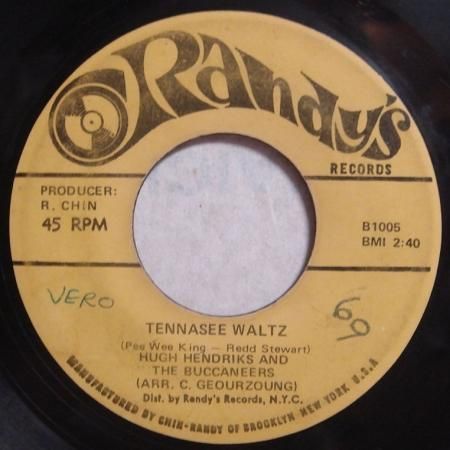 Randy's
RECORDS
PRODUCER:
R. CHIN
45 RPM
B1005
BMI 2:40
VERO
69
TENNASEE WALTZ
(Pee Wee King — Redd Stewart)
HUGH HENDRIKS AND
THE BUCCANEERS
(ARR. C. GEOURZOUNG)
Dist. by Randy's Records, N.Y.C.
MANUFACTURED BY CHIN-RANDY OF BROOKLYN NEW YORK U.S.A